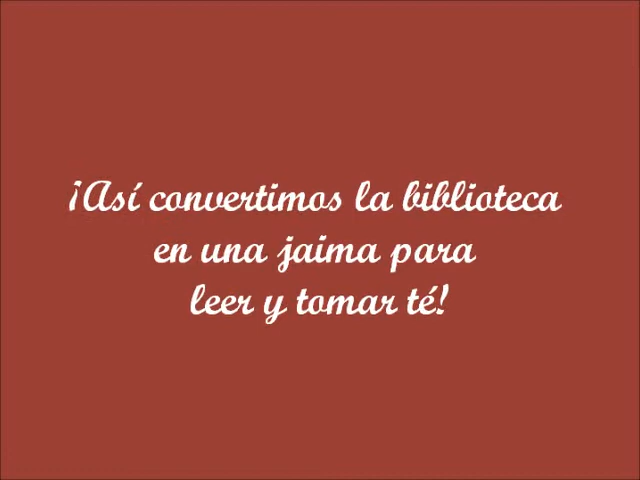 ¡Así convertimos la biblioteca
en una jaima para
leer y tomar té!